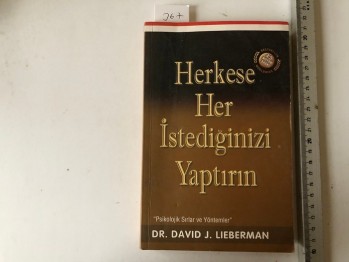 26+
Herkese
Her
İstediğinizi
Yaptırın
"Psikolojik Sırlar ve Yöntemler"
DR. DAVID J. LIEBERMAN